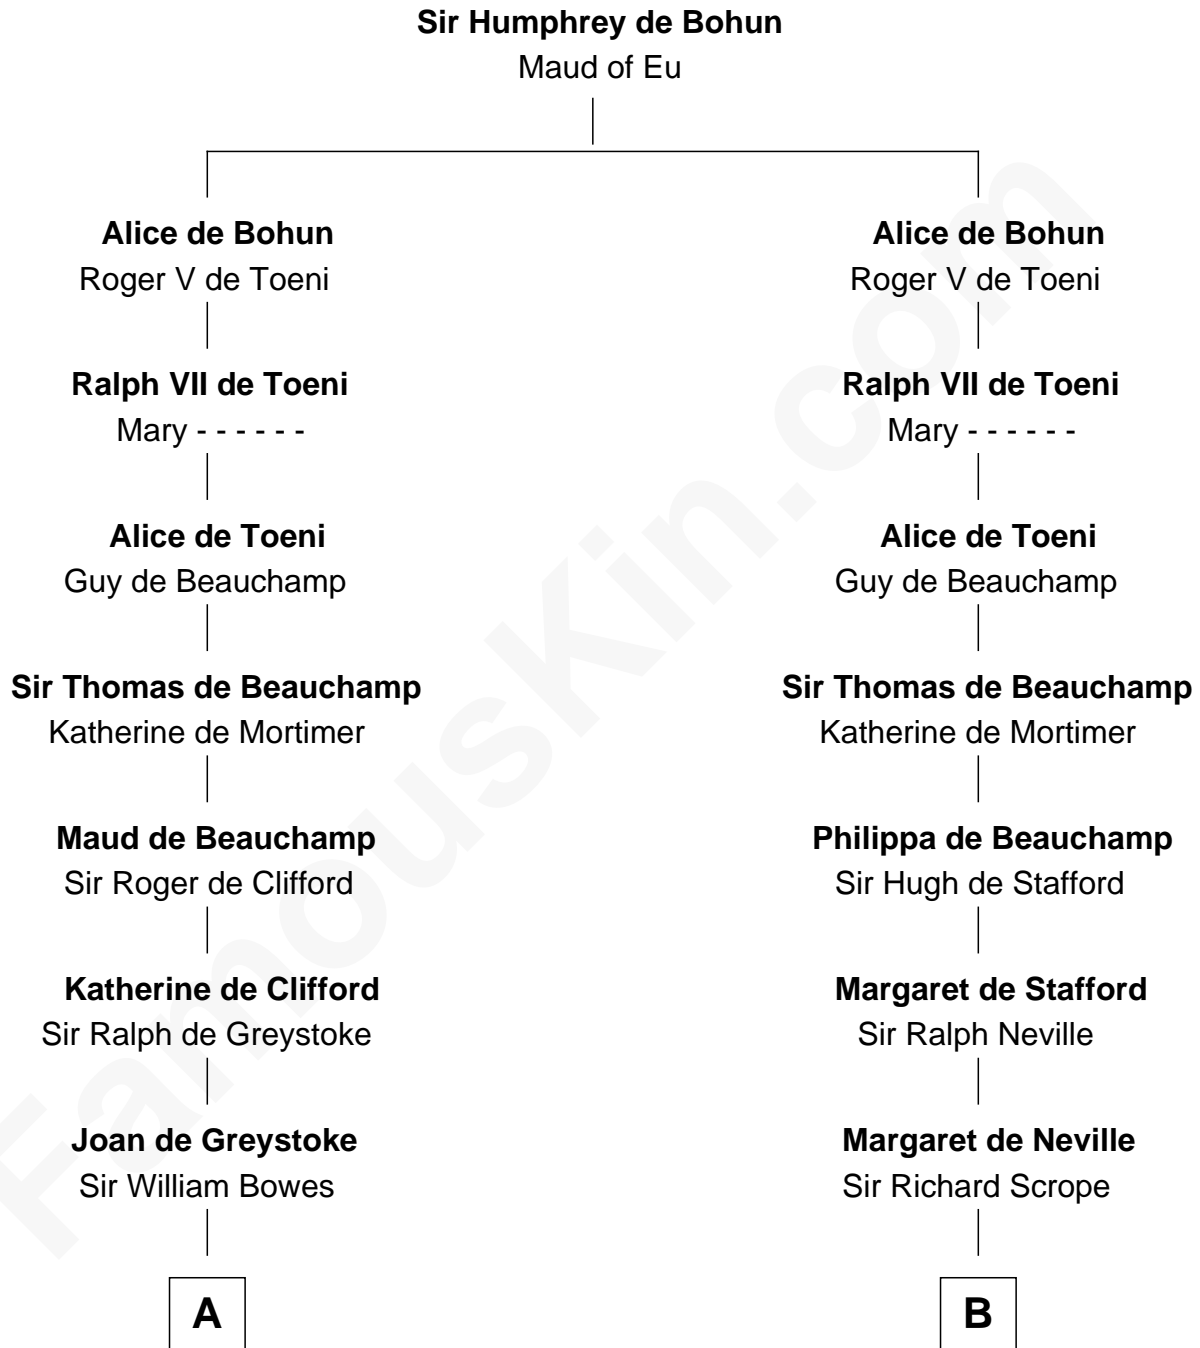 Sir Humphrey de Bohun
Maud of Eu
Alice de Bohun
Roger V de Toeni
Ralph VII de Toeni
Mary - - - - - -
Alice de Toeni
Guy de Beauchamp
Sir Thomas de Beauchamp
Katherine de Mortimer
Maud de Beauchamp
Sir Roger de Clifford
Katherine de Clifford
Sir Ralph de Greystoke
Joan de Greystoke
Sir William Bowes
A
Alice de Bohun
Roger V de Toeni
Ralph VII de Toeni
Mary - - - - - -
Alice de Toeni
Guy de Beauchamp
Sir Thomas de Beauchamp
Katherine de Mortimer
Philippa de Beauchamp
Sir Hugh de Stafford
Margaret de Stafford
Sir Ralph Neville
Margaret de Neville
Sir Richard Scrope
B
FamousKin.com